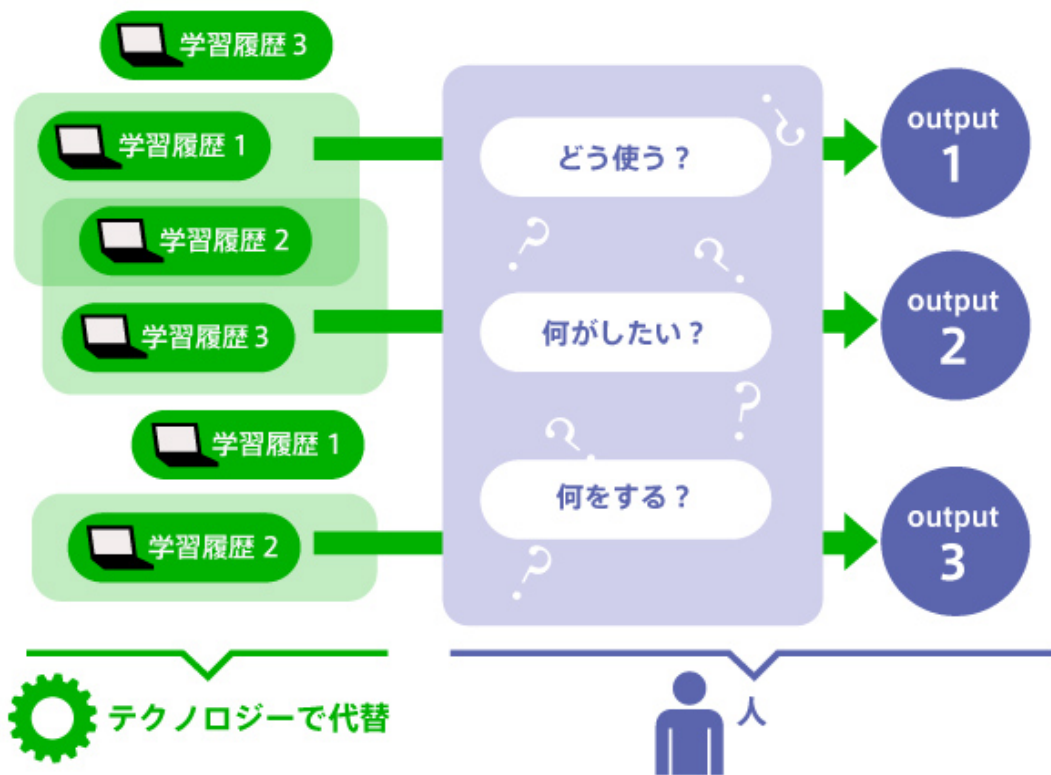 学習履歴 3
学習履歴 1
学習履歴 2
学習履歴 3
学習履歴 1
学習履歴 2
どう使う？
何がしたい？
何をする？
?
?
?
?
?
?
output
1
output
2
output
3
テクノロジーで代替
人